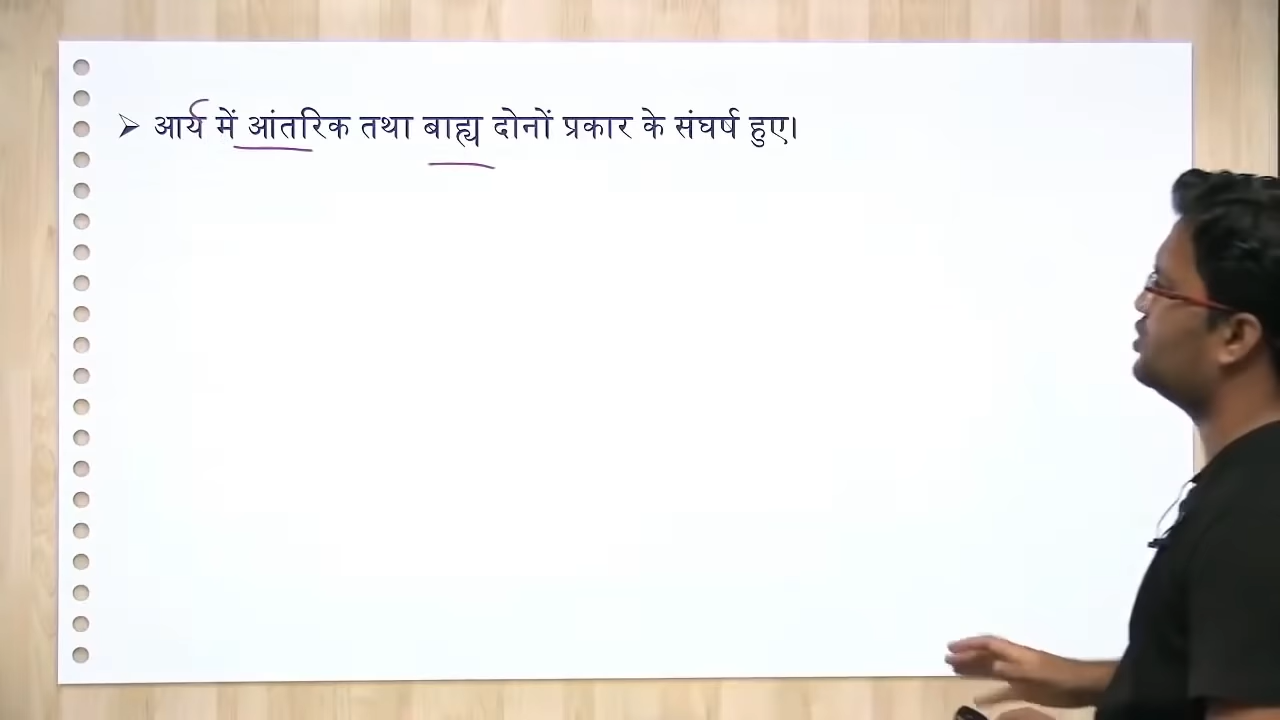 ➢ आर्य में आंतरिक तथा बाह्य दोनों प्रकार के संघर्ष हुए।